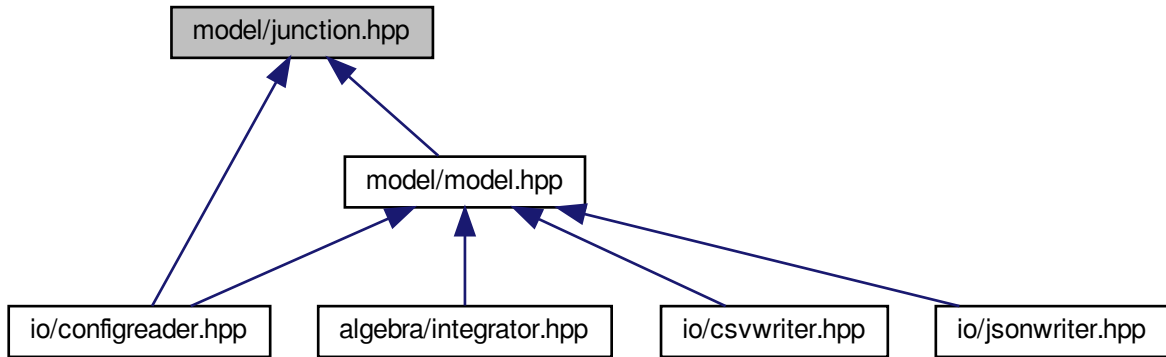 model/junction.hpp
model/model.hpp
io/configreader.hpp
algebra/integrator.hpp
io/csvwriter.hpp
io/jsonwriter.hpp